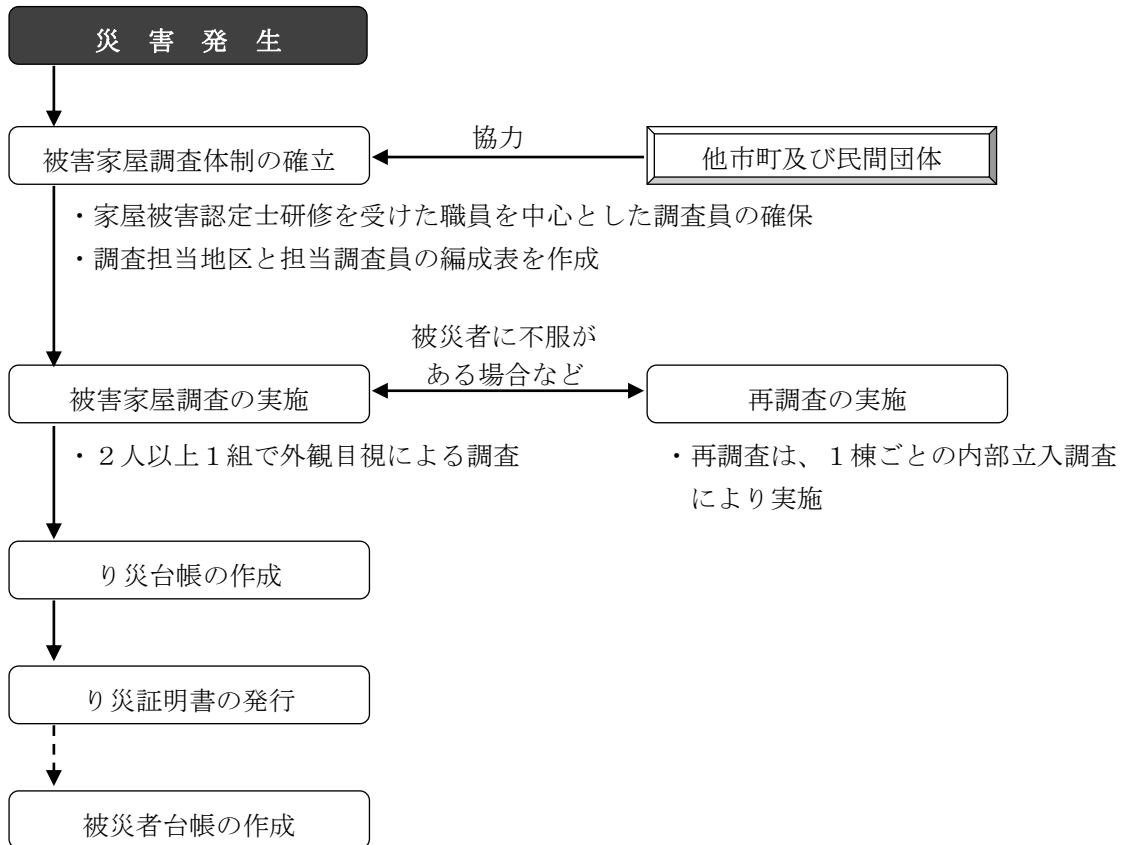 災 害 発 生
協力
被害家屋調査体制の確立
他市町及び民間団体
・家屋被害認定士研修を受けた職員を中心とした調査員の確保
・調査担当地区と担当調査員の編成表を作成
被災者に不服が
ある場合など
被害家屋調査の実施
再調査の実施
・２人以上１組で外観目視による調査
・再調査は、１棟ごとの内部立入調査
により実施
り災台帳の作成
り災証明書の発行
被災者台帳の作成